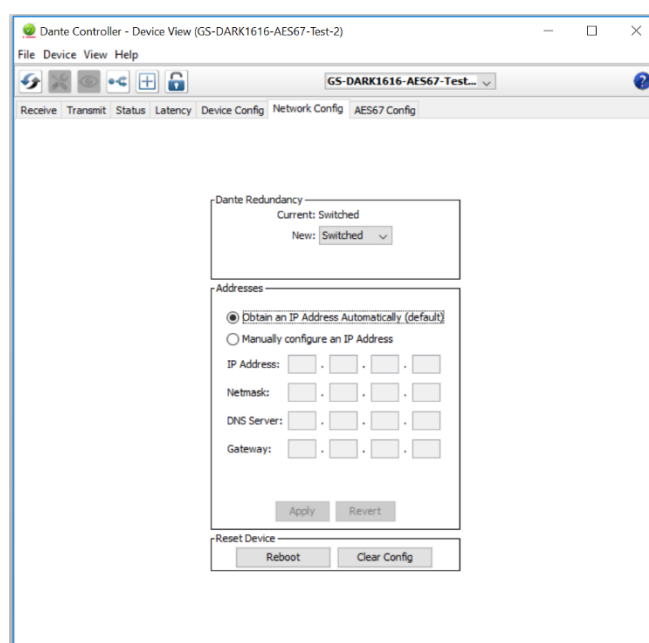 Dante Controller - Device View (GS-DARK1616-AES67-Test-2)
File Device View Help
GS-DARK1616-AES67-Test...
Receive Transmit Status Latency Device Config Network Config AES67 Config
Dante Redundancy
Current: Switched
New: Switched
Addresses
Obtain an IP Address Automatically (default)
Manually configure an IP Address
IP Address: . . .
Netmask: . . .
DNS Server: . . .
Gateway: . . .
Apply Revert
Reset Device
Reboot Clear Config